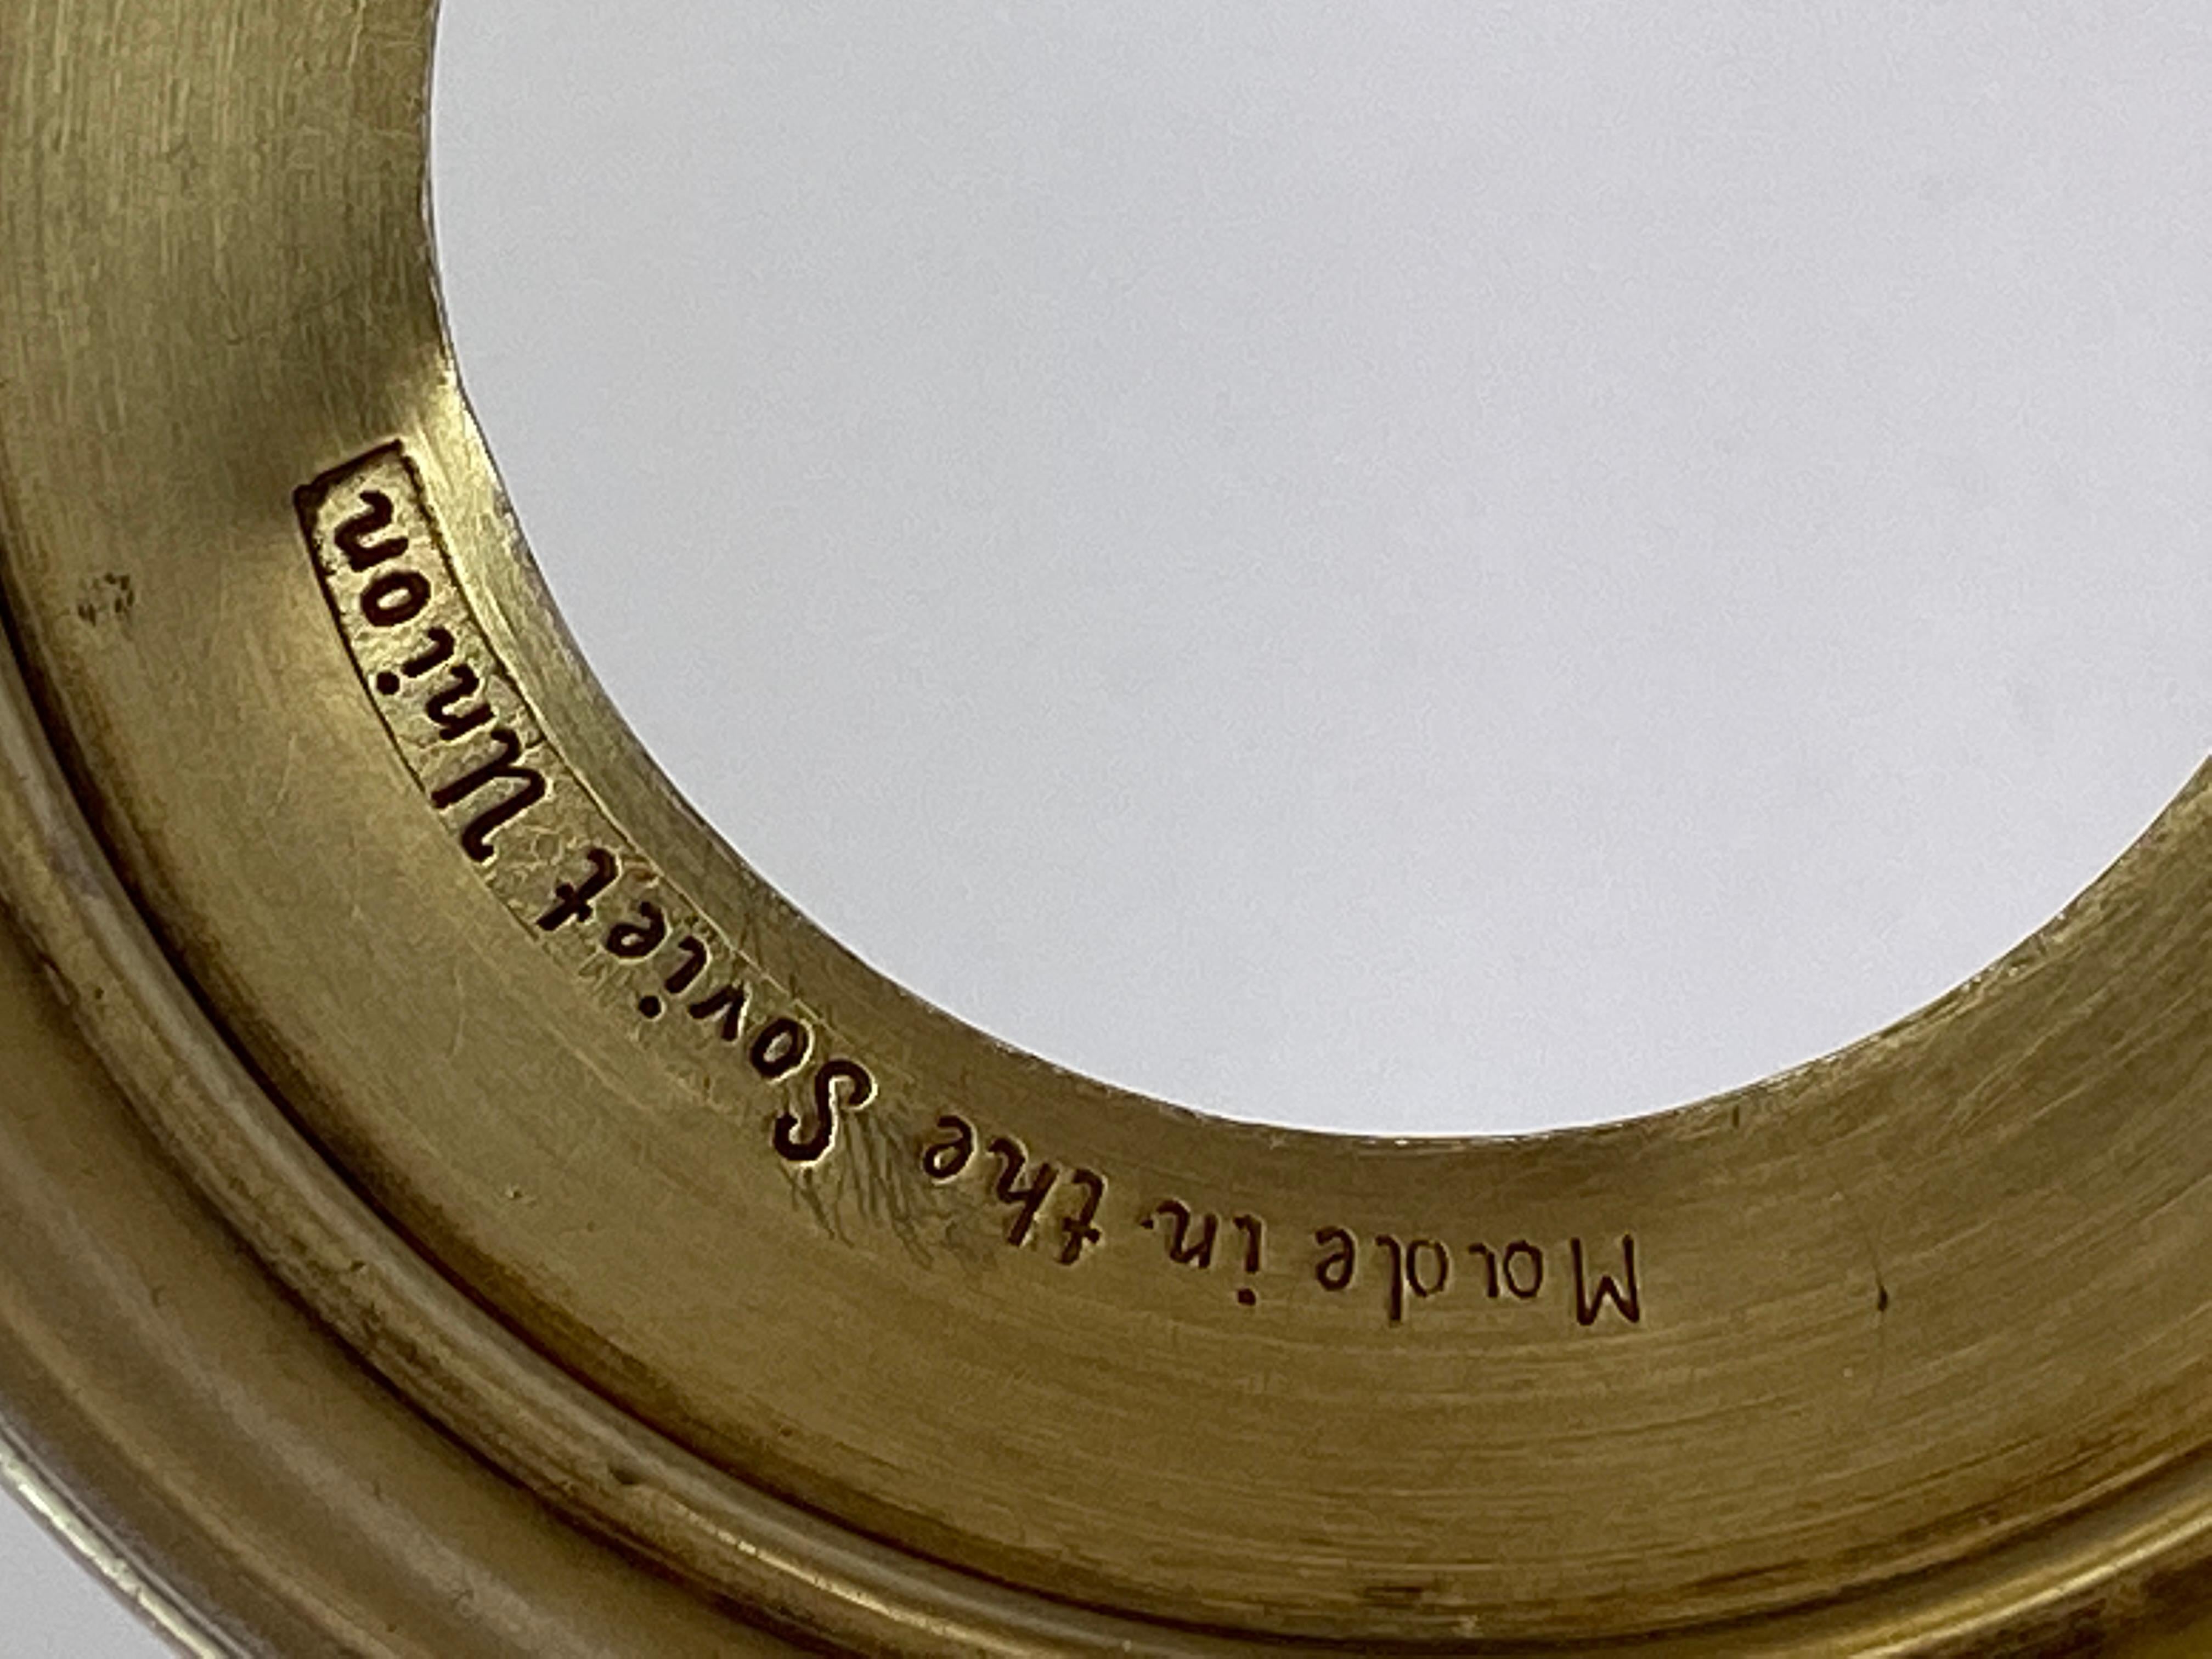 Made in the Soviet Union